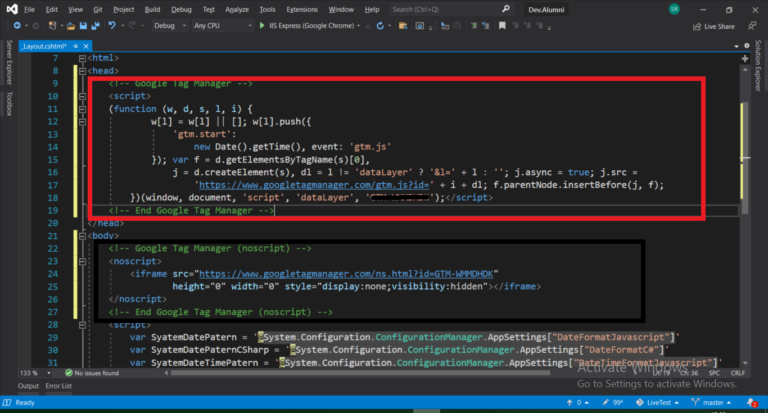 File Edit View Git Project Build Debug Test Analyze Tools Extensions Window Help Search (Ctrl+Q) Dev.Alumni SR
Debug Any CPU IIS Express (Google Chrome) Live Share
_Layout.cshtml*
Server Explorer
Toolbox
7 <html>
8 <head>
9 <!-- Google Tag Manager -->
10 <script>
11 (function (w, d, s, l, i) {
12 w[l] = w[l] || []; w[l].push({
13 'gtm.start':
14 new Date().getTime(), event: 'gtm.js'
15 }); var f = d.getElementsByTagName(s)[0],
16 j = d.createElement(s), dl = l != 'dataLayer' ? '&l=' + l : ''; j.async = true; j.src =
17 'https://www.googletagmanager.com/gtm.js?id=' + i + dl; f.parentNode.insertBefore(j, f);
18 })(window, document, 'script', 'dataLayer', ');</script>
19 <!-- End Google Tag Manager -->
20 </head>
21 <body>
22 <!-- Google Tag Manager (noscript) -->
23 <noscript>
24 <iframe src="https://www.googletagmanager.com/ns.html?id=GTM-WMMDHDK"
25 height="0" width="0" style="display:none;visibility:hidden"></iframe>
26 </noscript>
27 <!-- End Google Tag Manager (noscript) -->
28 <script>
29 var SyatemDatePatern = '@System.Configuration.ConfigurationManager.AppSettings["DateFormatJavascript"]'
30 var SyatemDatePaternCSharp = '@System.Configuration.ConfigurationManager.AppSettings["DateFormatC#"]'
31 var SyatemDateTimePatern = '@System.Configuration.ConfigurationManager.AppSettings["DateTimeFormatJavascript"]'
Activate Windows
Go to Settings to activate Windows.
133 % No issues found Ln: 19 Ch: 36 SPC CRLF
Output Error List
Ready 0 99* LiveTest master